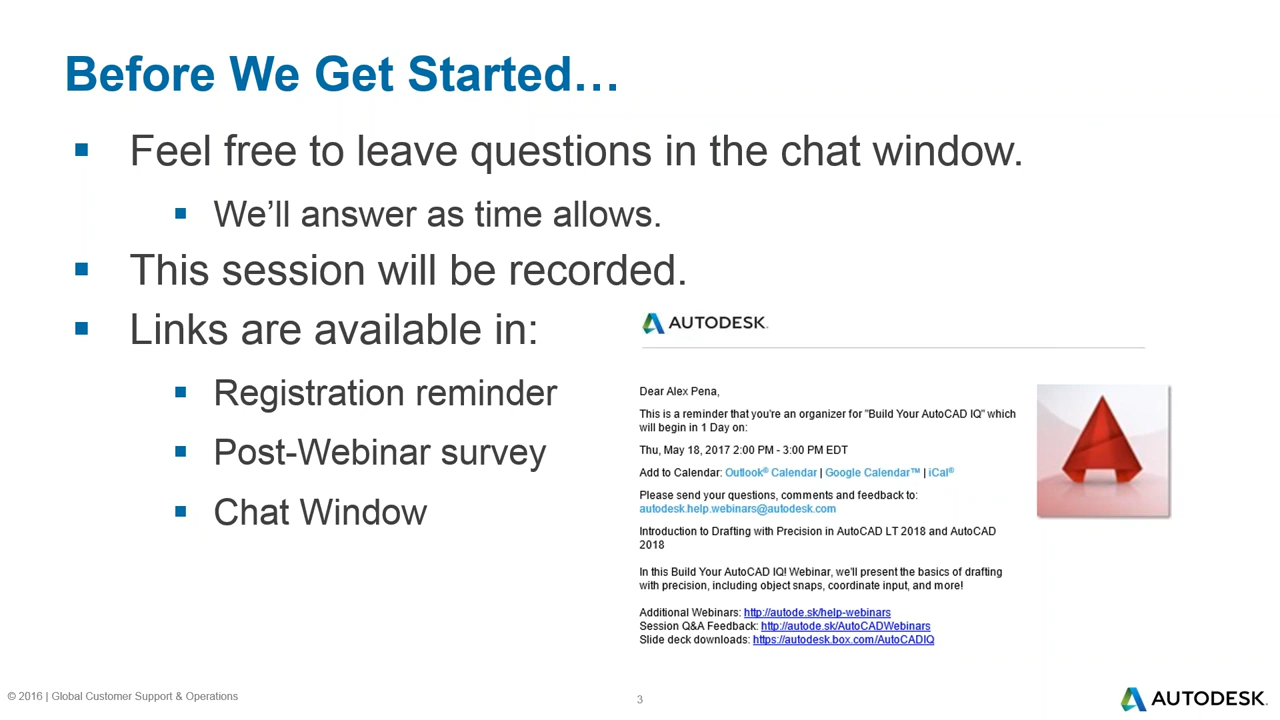 Before We Get Started…
▪ Feel free to leave questions in the chat window.
▪ We’ll answer as time allows.
▪ This session will be recorded.
▪ Links are available in:
▪ Registration reminder
▪ Post-Webinar survey
▪ Chat Window
AUTODESK.
Dear Alex Pena,
This is a reminder that you're an organizer for "Build Your AutoCAD IQ" which
will begin in 1 Day on:
Thu, May 18, 2017 2:00 PM - 3:00 PM EDT
Add to Calendar: Outlook® Calendar | Google Calendar™ | iCal®
Please send your questions, comments and feedback to:
autodesk.help.webinars@autodesk.com
Introduction to Drafting with Precision in AutoCAD LT 2018 and AutoCAD
2018
In this Build Your AutoCAD IQ! Webinar, we'll present the basics of drafting
with precision, including object snaps, coordinate input, and more!
Additional Webinars: http://autode.sk/help-webinars
Session Q&A Feedback: http://autode.sk/AutoCADWebinars
Slide deck downloads: https://autodesk.box.com/AutoCADIQ
© 2016 | Global Customer Support & Operations
3
AUTODESK.